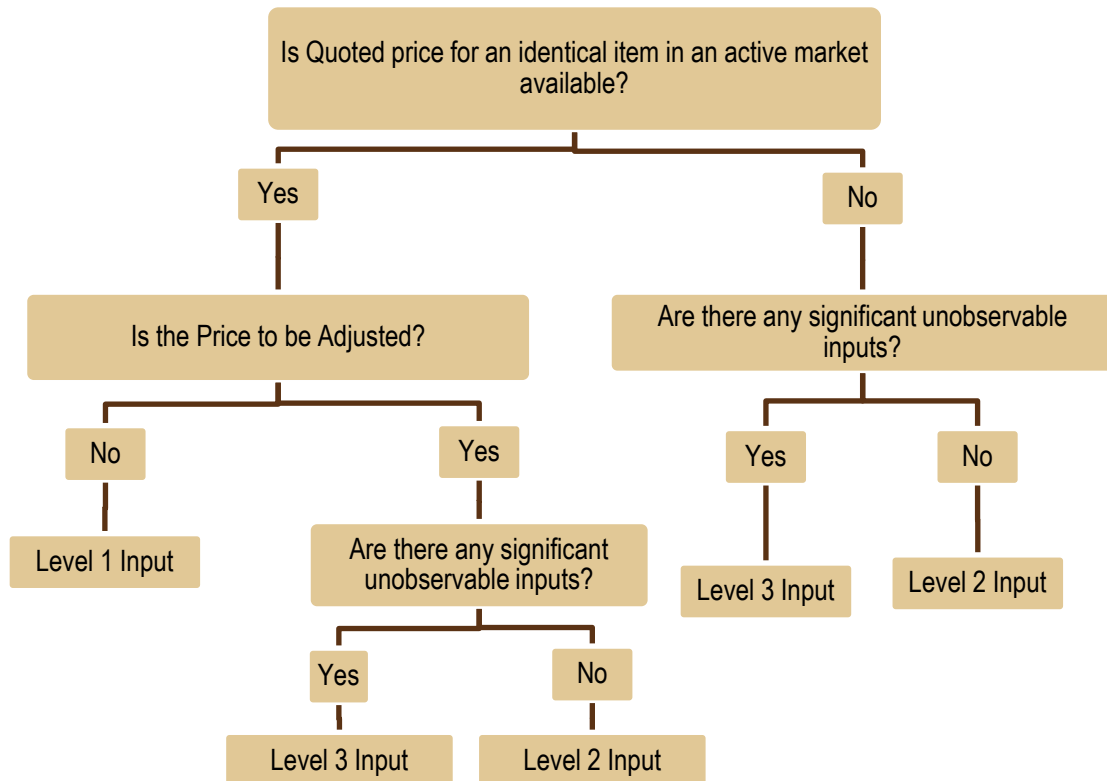 Is Quoted price for an identical item in an active market
available?
Yes
No
Is the Price to be Adjusted?
Are there any significant unobservable
inputs?
No
Yes
Yes
No
Level 1 Input
Are there any significant
unobservable inputs?
Level 3 Input
Level 2 Input
Yes
No
Level 3 Input
Level 2 Input